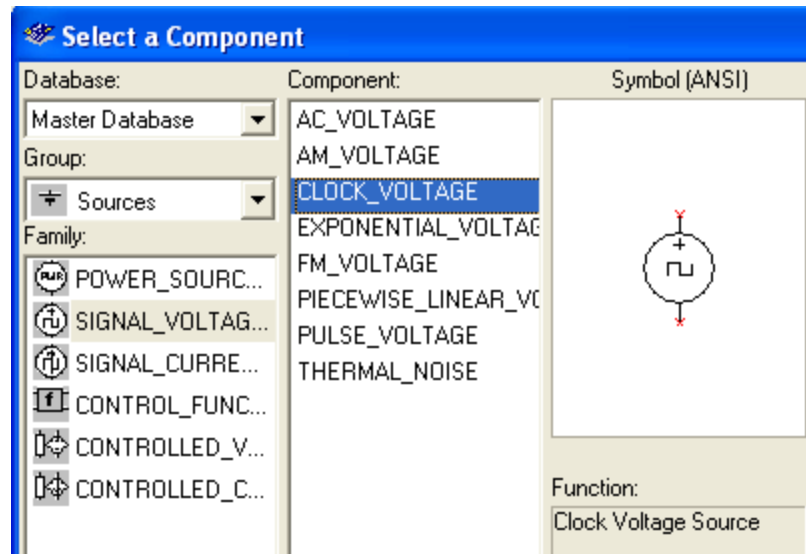 Select a Component
Database:
Master Database
Group:
Sources
Family:
POWER_SOURC...
SIGNAL_VOLTAG...
SIGNAL_CURRE...
CONTROL_FUNC...
CONTROLLED_V...
CONTROLLED_C...
Component:
AC_VOLTAGE
AM_VOLTAGE
CLOCK_VOLTAGE
EXPONENTIAL_VOLTAG
FM_VOLTAGE
PIECEWISE_LINEAR_VO
PULSE_VOLTAGE
THERMAL_NOISE
Symbol (ANSI)
Function:
Clock Voltage Source